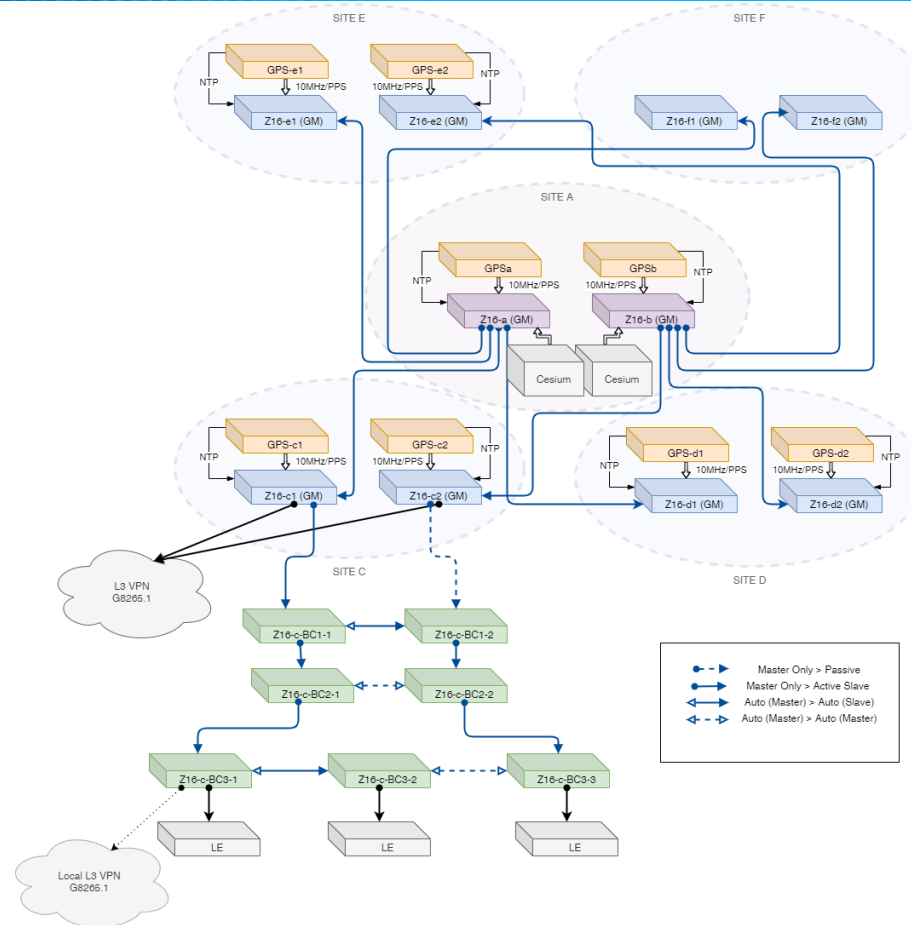 SITE E
SITE F
GPS-e1
GPS-e2
NTP
10MHz/PPS
10MHz/PPS
NTP
Z16-e1 (GM)
Z16-e2 (GM)
Z16-f1 (GM)
Z16-f2 (GM)
SITE A
GPSa
GPSb
NTP
10MHz/PPS
10MHz/PPS
NTP
Z16-a (GM)
Z16-b (GM)
Cesium
Cesium
GPS-c1
GPS-c2
GPS-d1
GPS-d2
NTP
10MHz/PPS
10MHz/PPS
NTP
NTP
10MHz/PPS
10MHz/PPS
NTP
Z16-c1 (GM)
Z16-c2 (GM)
Z16-d1 (GM)
Z16-d2 (GM)
SITE C
SITE D
L3 VPN
G8265.1
Z16-c-BC1-1
Z16-c-BC1-2
Z16-c-BC2-1
Z16-c-BC2-2
Master Only > Passive
Master Only > Active Slave
Auto (Master) > Auto (Slave)
Auto (Master) > Auto (Master)
Z16-c-BC3-1
Z16-c-BC3-2
Z16-c-BC3-3
LE
LE
LE
Local L3 VPN
G8265.1